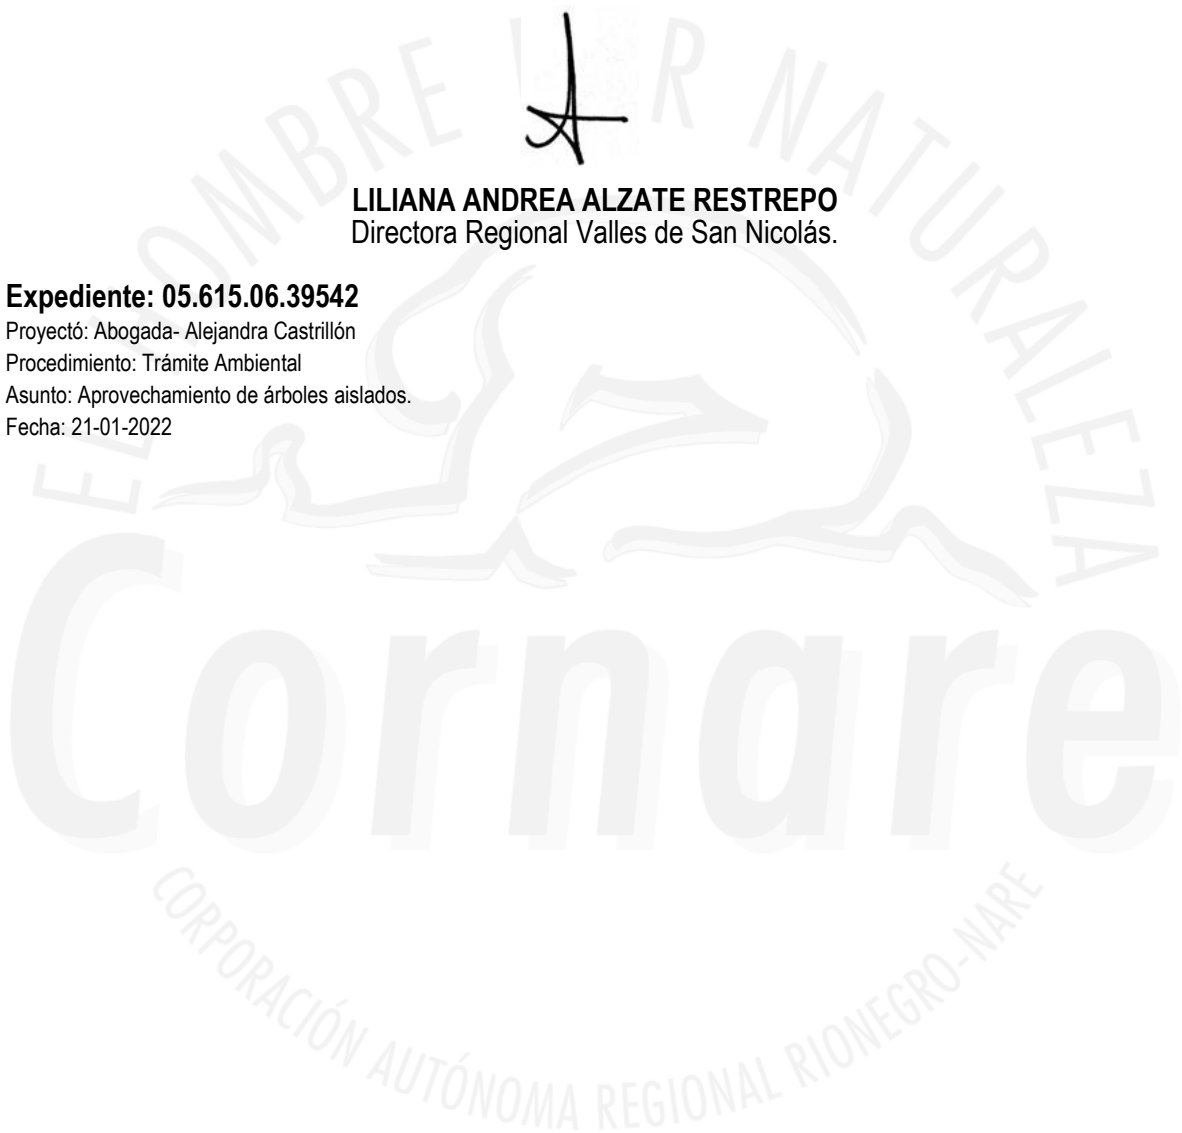 LILIANA ANDREA ALZATE RESTREPO
Directora Regional Valles de San Nicolás.
Expediente: 05.615.06.39542
Proyectó: Abogada- Alejandra Castrillón
Procedimiento: Trámite Ambiental
Asunto: Aprovechamiento de árboles aislados.
Fecha: 21-01-2022
EL HOMBRE R NATURALEZA
Cornare
CORPORACIÓN AUTÓNOMA REGIONAL RIONEGRO-NARE